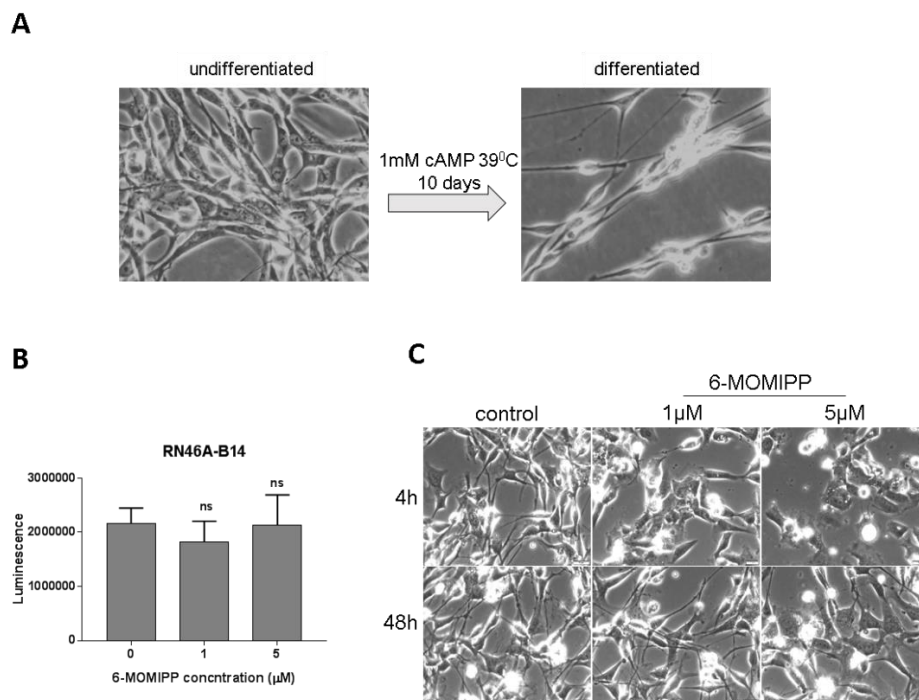 A
undifferentiated
differentiated
1mM cAMP 39⁰C
10 days
B
RN46A-B14
3000000
2000000
1000000
0
Luminescence
ns
ns
0 1 5
6-MOMIPP concntration (µM)
C
6-MOMIPP
control 1µM 5µM
4h
48h